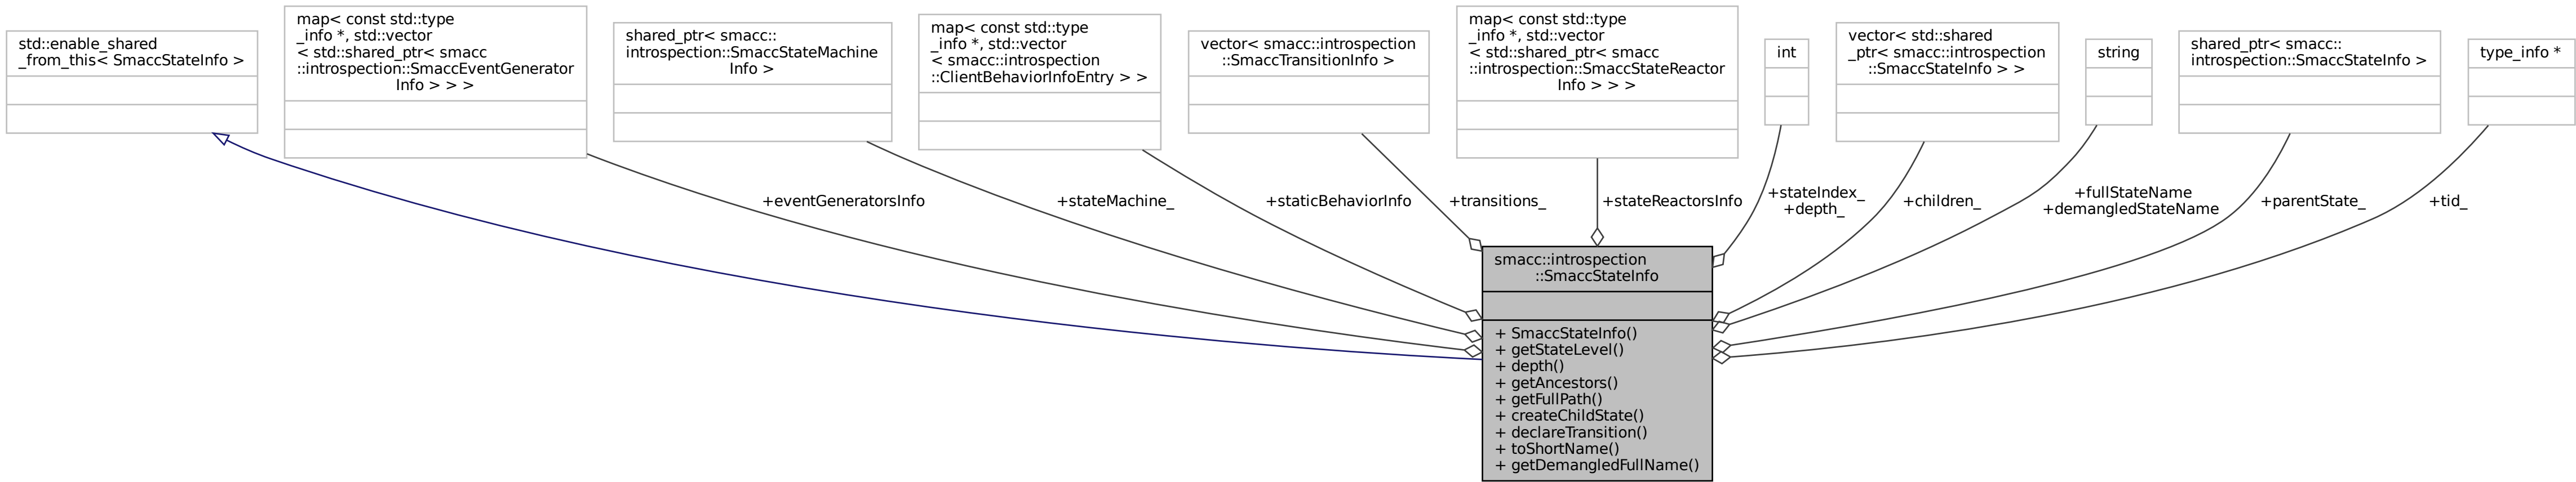 std::enable_shared
_from_this< SmaccStateInfo >
map< const std::type
_info *, std::vector
< std::shared_ptr< smacc
::introspection::SmaccEventGenerator
Info > > >
shared_ptr< smacc::
introspection::SmaccStateMachine
Info >
map< const std::type
_info *, std::vector
< smacc::introspection
::ClientBehaviorInfoEntry > >
vector< smacc::introspection
::SmaccTransitionInfo >
map< const std::type
_info *, std::vector
< std::shared_ptr< smacc
::introspection::SmaccStateReactor
Info > > >
int
vector< std::shared
_ptr< smacc::introspection
::SmaccStateInfo > >
string
shared_ptr< smacc::
introspection::SmaccStateInfo >
type_info *
+eventGeneratorsInfo
+stateMachine_
+staticBehaviorInfo
+transitions_
+stateReactorsInfo
+stateIndex_
+depth_
+children_
+fullStateName
+demangledStateName
+parentState_
+tid_
smacc::introspection
::SmaccStateInfo
+ SmaccStateInfo()
+ getStateLevel()
+ depth()
+ getAncestors()
+ getFullPath()
+ createChildState()
+ declareTransition()
+ toShortName()
+ getDemangledFullName()